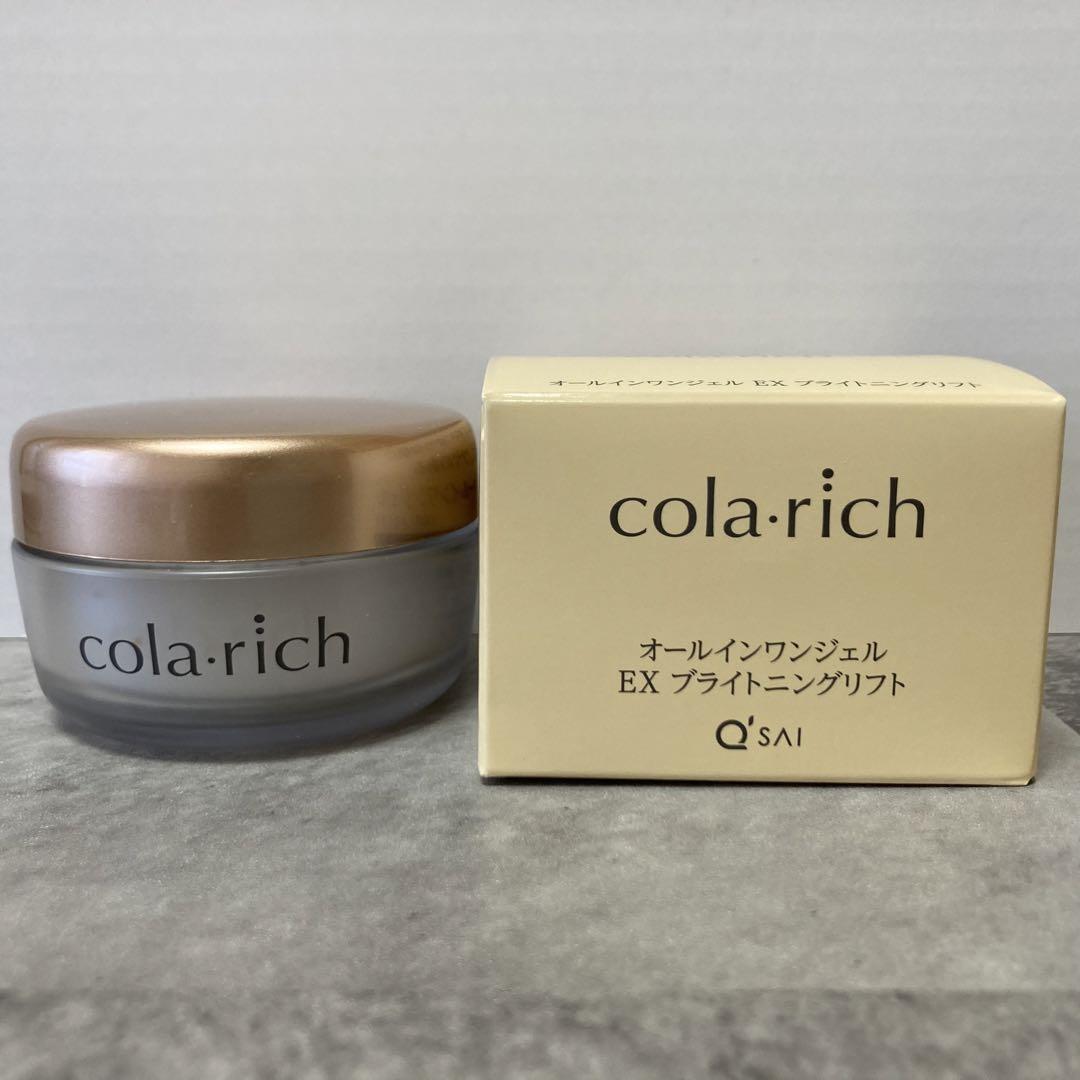 cola·rich
オールインワンジェル EX ブライトニングリフト
cola·rich
オールインワンジェル
EX ブライトニングリフト
Q'SAI